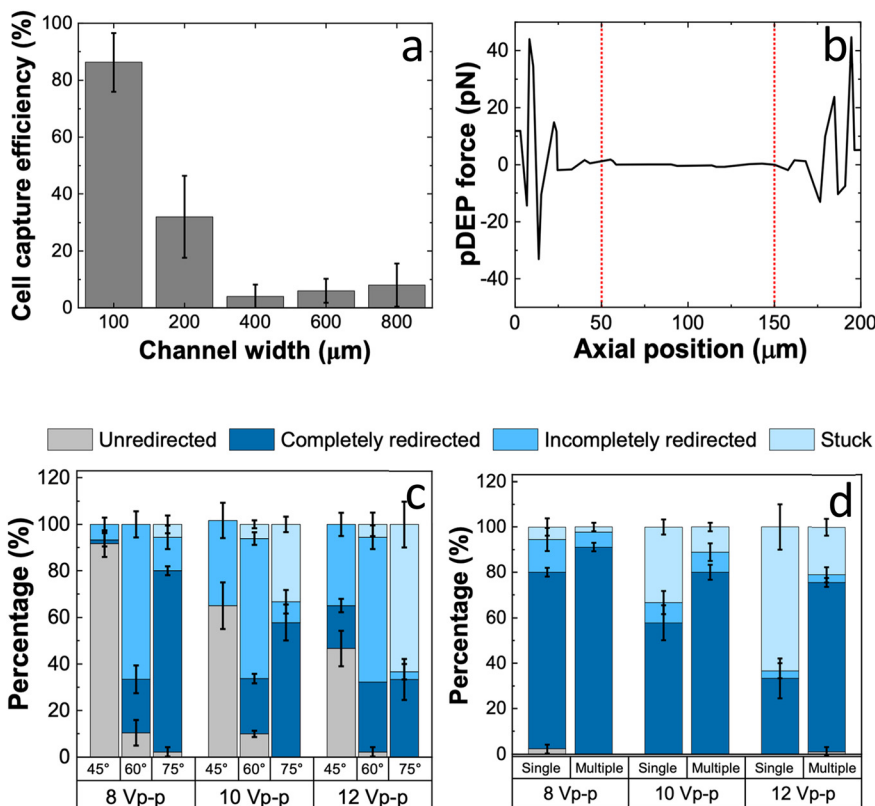 a
100
80
60
40
20
0
Cell capture efficiency (%)
100 200 400 600 800
Channel width (μm)
b
40
20
0
-20
-40
pDEP force (pN)
0 50 100 150 200
Axial position (μm)
Unredirected Completely redirected Incompletely redirected Stuck
c
120
100
80
60
40
20
0
Percentage (%)
45° 60° 75° 45° 60° 75° 45° 60° 75°
8 Vp-p 10 Vp-p 12 Vp-p
d
120
100
80
60
40
20
0
Percentage (%)
Single Multiple Single Multiple Single Multiple
8 Vp-p 10 Vp-p 12 Vp-p